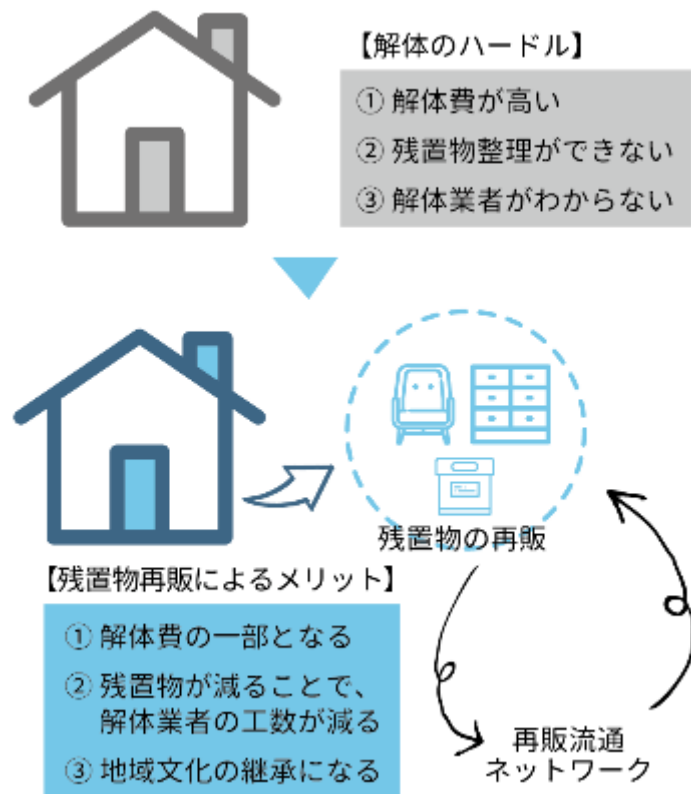 【解体のハードル】
① 解体費が高い
② 残置物整理ができない
③ 解体業者がわからない
残置物の再販
【残置物再販によるメリット】
① 解体費の一部となる
② 残置物が減ることで、
解体業者の工数が減る
③ 地域文化の継承になる
再販流通
ネットワーク